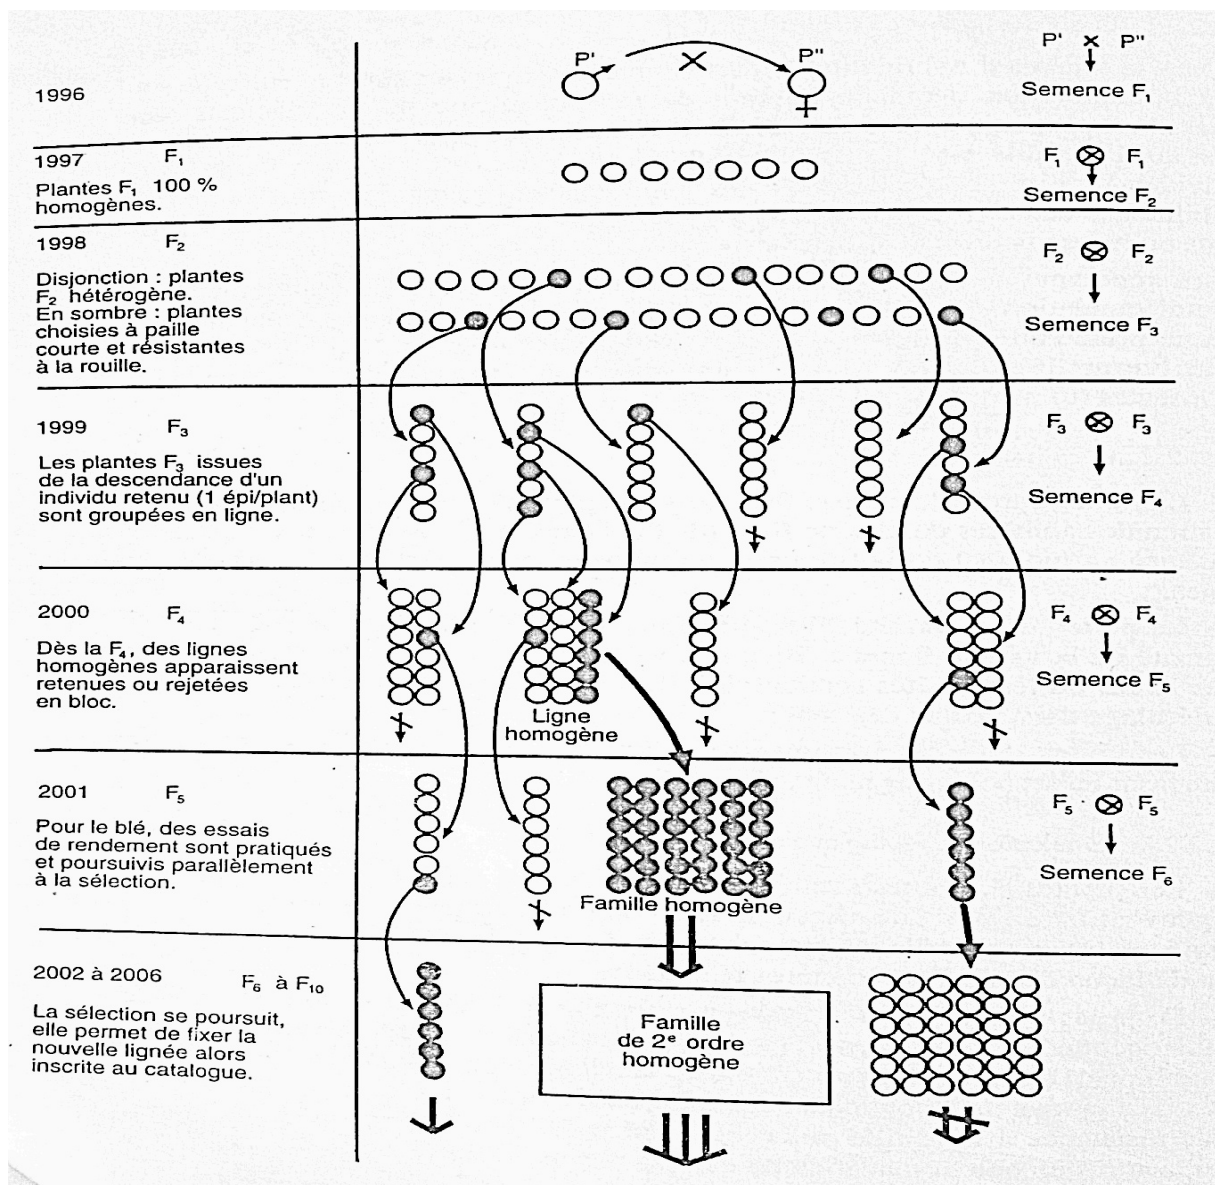 P' P"
P' × P"
1996
Semence F₁
1997 F₁
Plantes F₁ 100 %
homogènes.
F₁ ⊗ F₁
Semence F₂
1998 F₂
Disjonction : plantes
F₂ hétérogène.
En sombre : plantes
choisies à paille
courte et résistantes
à la rouille.
F₂ ⊗ F₂
Semence F₃
1999 F₃
Les plantes F₃ issues
de la descendance d'un
individu retenu (1 épi/plant)
sont groupées en ligne.
F₃ ⊗ F₃
Semence F₄
2000 F₄
Dès la F₄, des lignes
homogènes apparaissent
retenues ou rejetées
en bloc.
Ligne
homogène
F₄ ⊗ F₄
Semence F₅
2001 F₅
Pour le blé, des essais
de rendement sont pratiqués
et poursuivis parallèlement
à la sélection.
Famille homogène
F₅ ⊗ F₅
Semence F₆
2002 à 2006 F₆ à F₁₀
La sélection se poursuit,
elle permet de fixer la
nouvelle lignée alors
inscrite au catalogue.
Famille
de 2ᵉ ordre
homogène